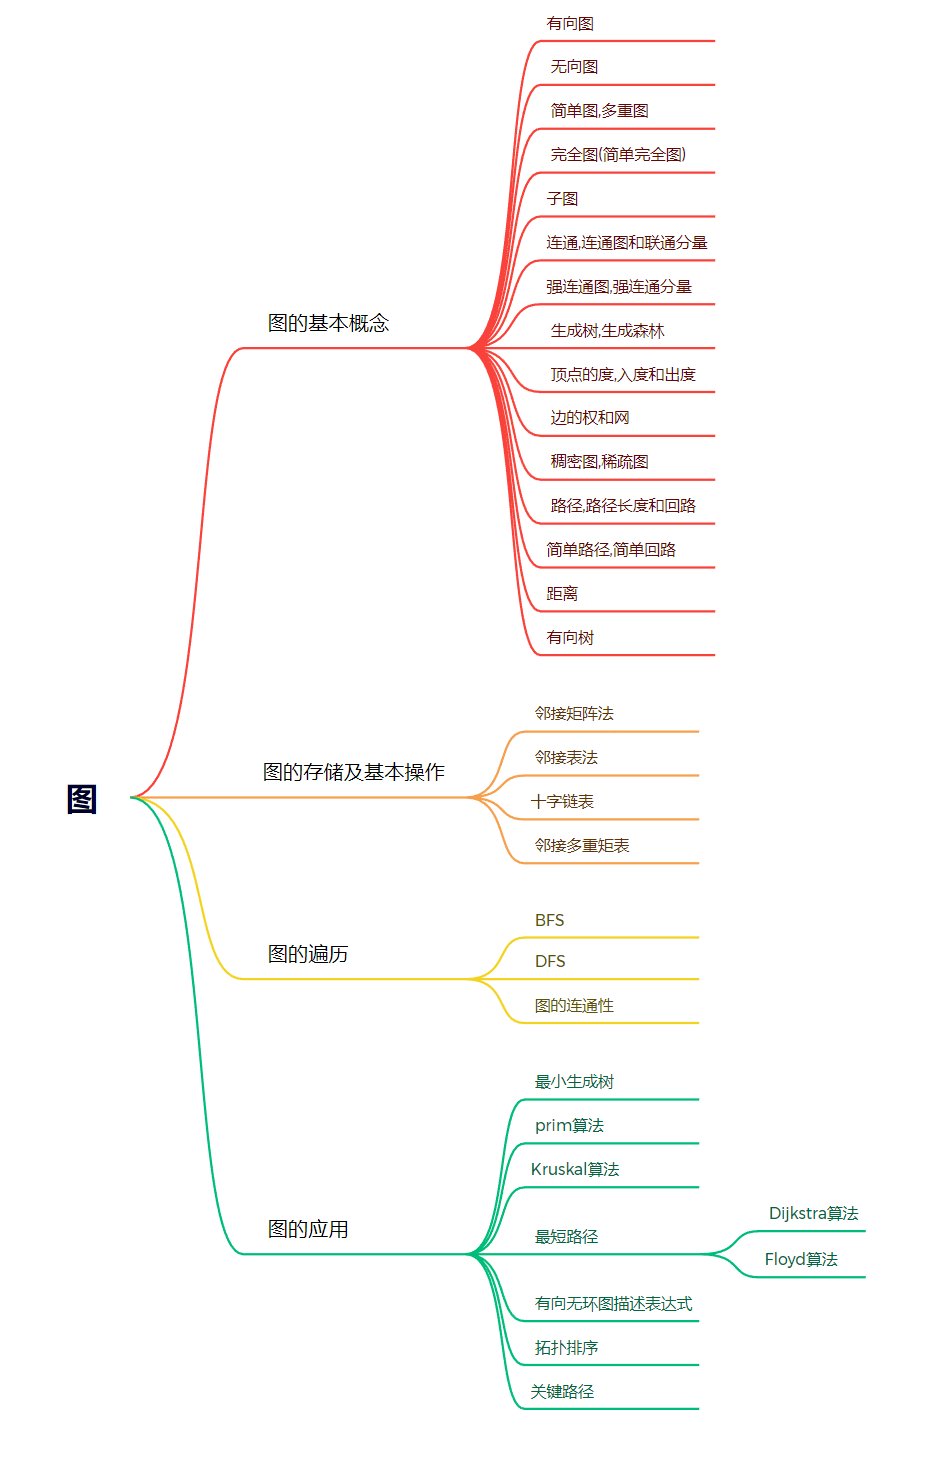 图
图的基本概念
有向图
无向图
简单图,多重图
完全图(简单完全图)
子图
连通,连通图和联通分量
强连通图,强连通分量
生成树,生成森林
顶点的度,入度和出度
边的权和网
稠密图,稀疏图
路径,路径长度和回路
简单路径,简单回路
距离
有向树
图的存储及基本操作
邻接矩阵法
邻接表法
十字链表
邻接多重矩表
图的遍历
BFS
DFS
图的连通性
图的应用
最小生成树
prim算法
Kruskal算法
最短路径
Dijkstra算法
Floyd算法
有向无环图描述表达式
拓扑排序
关键路径